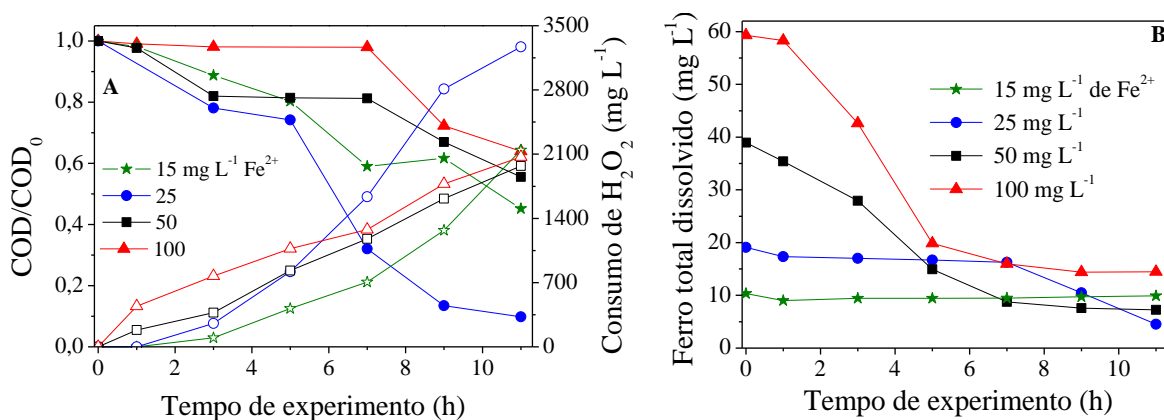 A
COD/COD0
1,0
0,8
0,6
0,4
0,2
0,0
15 mg L-1 Fe2+
25
50
100
3500
2800
2100
1400
700
0
Consumo de H2O2 (mg L-1)
0 2 4 6 8 10
Tempo de experimento (h)
B
Ferro total dissolvido (mg L-1)
60
50
40
30
20
10
0
15 mg L-1 de Fe2+
25 mg L-1
50 mg L-1
100 mg L-1
0 2 4 6 8 10
Tempo de experimento (h)